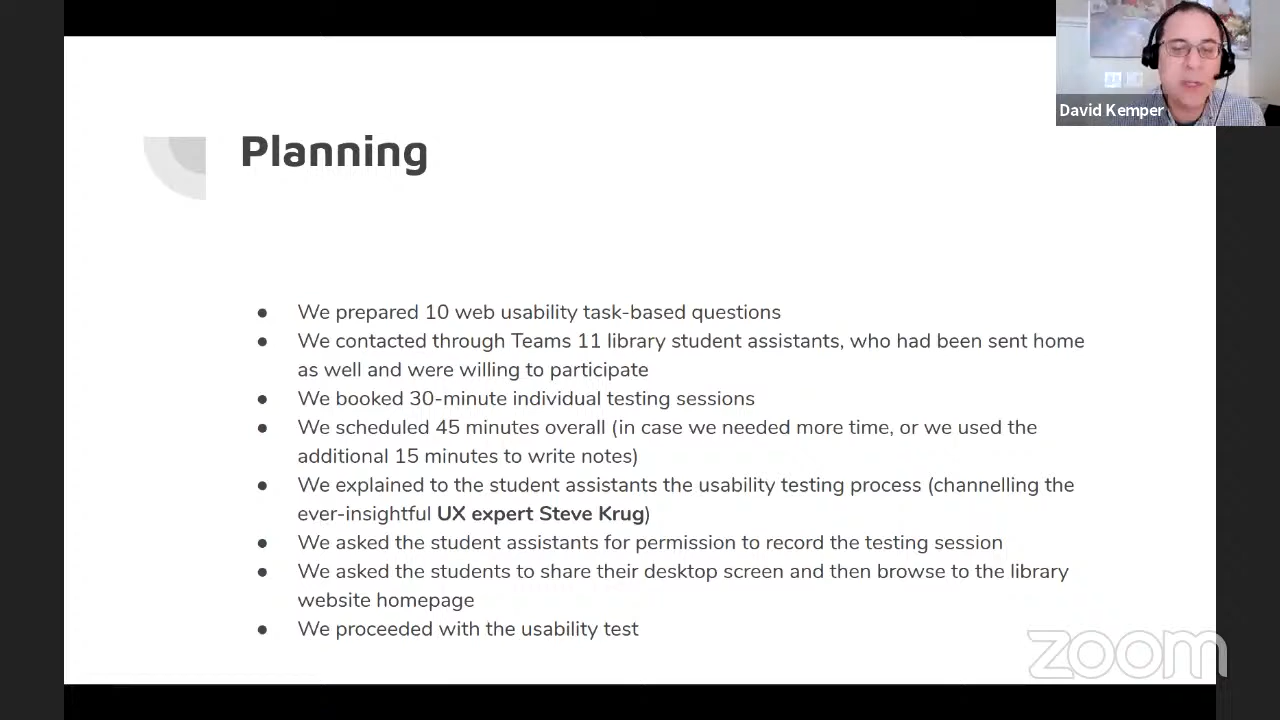 David Kemper
Planning
● We prepared 10 web usability task-based questions
● We contacted through Teams 11 library student assistants, who had been sent home
as well and were willing to participate
● We booked 30-minute individual testing sessions
● We scheduled 45 minutes overall (in case we needed more time, or we used the
additional 15 minutes to write notes)
● We explained to the student assistants the usability testing process (channelling the
ever-insightful UX expert Steve Krug)
● We asked the student assistants for permission to record the testing session
● We asked the students to share their desktop screen and then browse to the library
website homepage
● We proceeded with the usability test
zoom